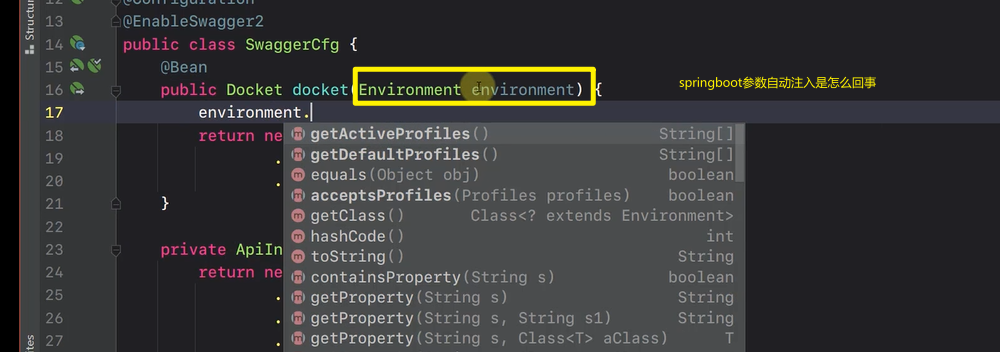 Structure
12 @Configuration
13 @EnableSwagger2
14 public class SwaggerCfg {
15 @Bean
16 public Docket docket(Environment environment) {
springboot参数自动注入是怎么回事
17 environment.
18 return ne
19 .
20 .
21 }
22
23 private ApiIn
24 return ne
25 .
26 .
27 .
getActiveProfiles() String[]
getDefaultProfiles() String[]
equals(Object obj) boolean
acceptsProfiles(Profiles profiles) boolean
getClass() Class<? extends Environment>
hashCode() int
toString() String
containsProperty(String s) boolean
getProperty(String s) String
getProperty(String s, String s1) String
getProperty(String s, Class<T> aClass) T